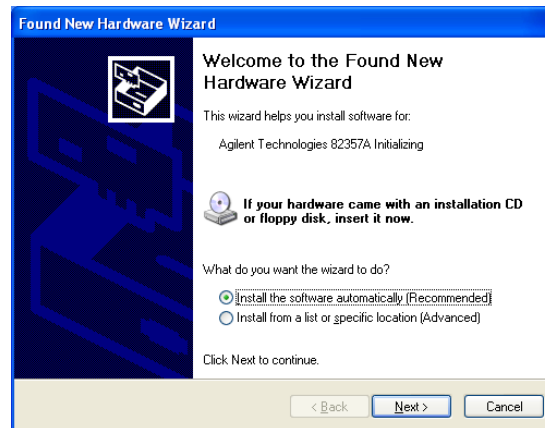 Found New Hardware Wizard
Welcome to the Found New
Hardware Wizard
This wizard helps you install software for:
Agilent Technologies 82357A Initializing
If your hardware came with an installation CD
or floppy disk, insert it now.
What do you want the wizard to do?
Install the software automatically (Recommended)
Install from a list or specific location (Advanced)
Click Next to continue.
< Back
Next >
Cancel